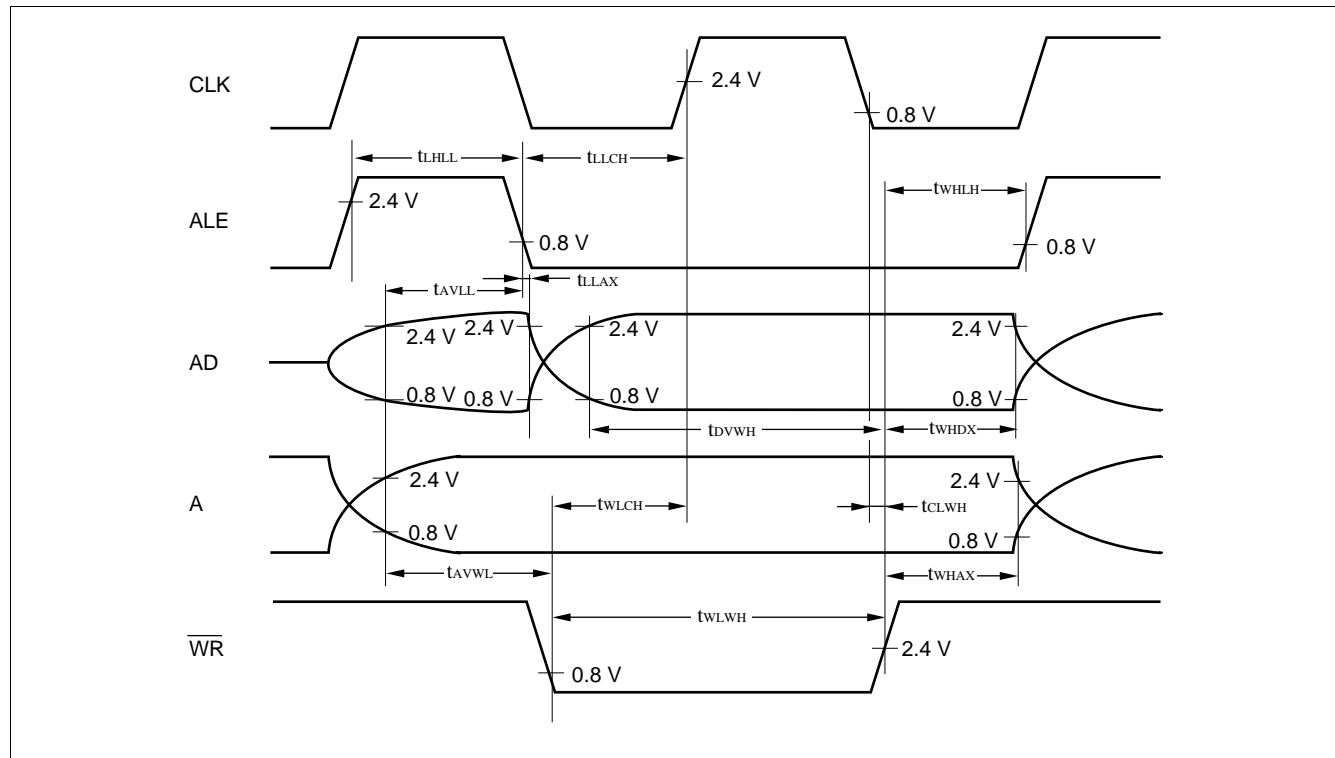 CLK
2.4 V
0.8 V
tLHLL
tLLCH
tWHLH
ALE
2.4 V
0.8 V
0.8 V
tLLAX
tAVLL
AD
2.4 V
2.4 V
2.4 V
2.4 V
0.8 V
0.8 V
0.8 V
0.8 V
tDVWH
tWHDX
A
2.4 V
2.4 V
tWLCH
tCLWH
0.8 V
0.8 V
tAVWL
tWHAX
tWLWH
WR
2.4 V
0.8 V